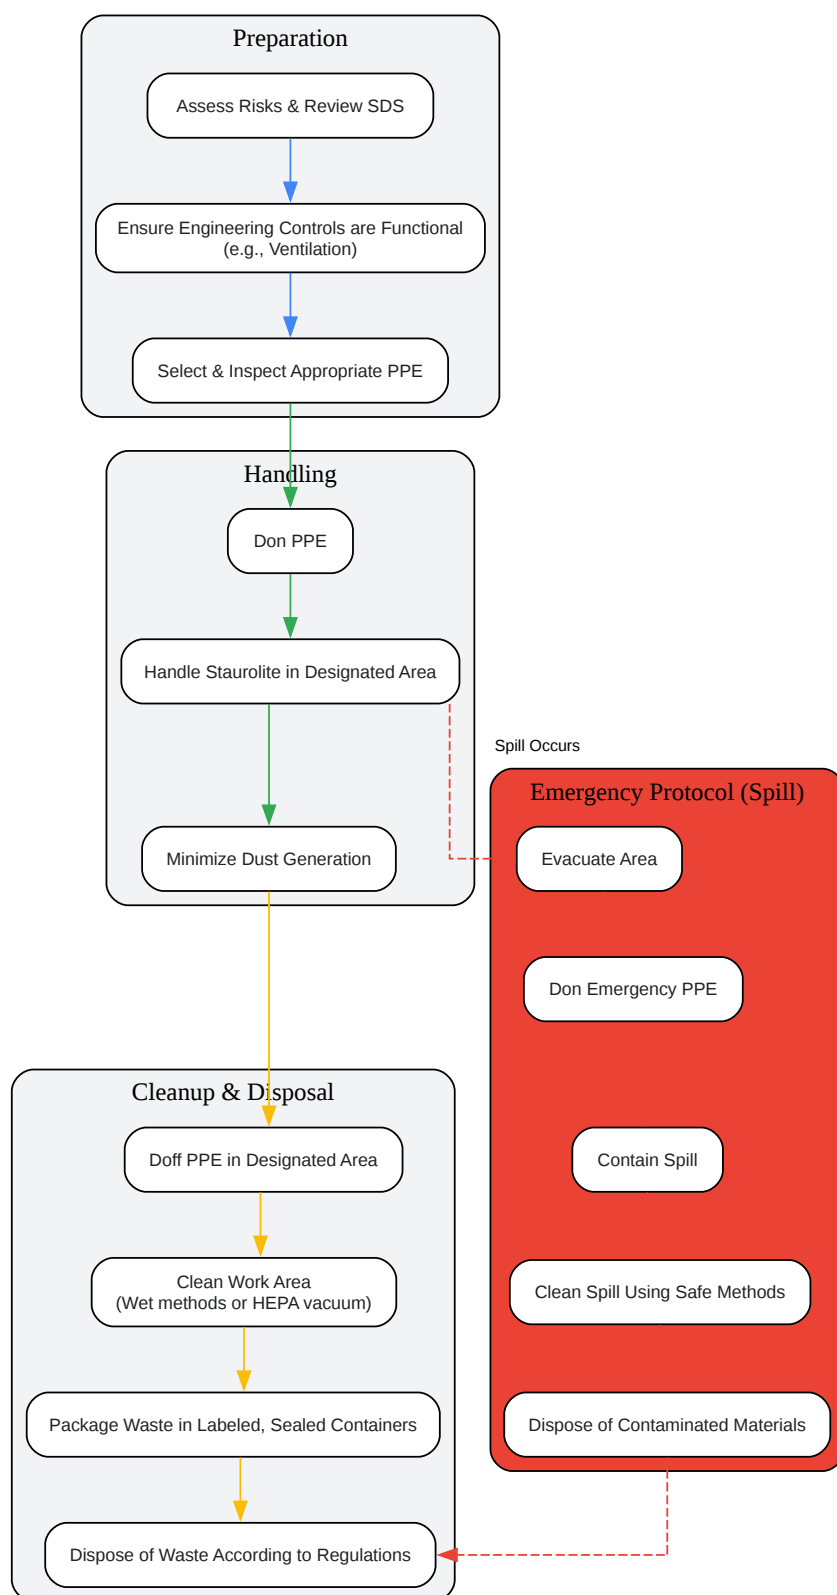 Preparation
Assess Risks & Review SDS
Ensure Engineering Controls are Functional
(e.g., Ventilation)
Select & Inspect Appropriate PPE
Handling
Don PPE
Handle Staurolite in Designated Area
Minimize Dust Generation
Spill Occurs
Emergency Protocol (Spill)
Evacuate Area
Don Emergency PPE
Contain Spill
Clean Spill Using Safe Methods
Dispose of Contaminated Materials
Cleanup & Disposal
Doff PPE in Designated Area
Clean Work Area
(Wet methods or HEPA vacuum)
Package Waste in Labeled, Sealed Containers
Dispose of Waste According to Regulations